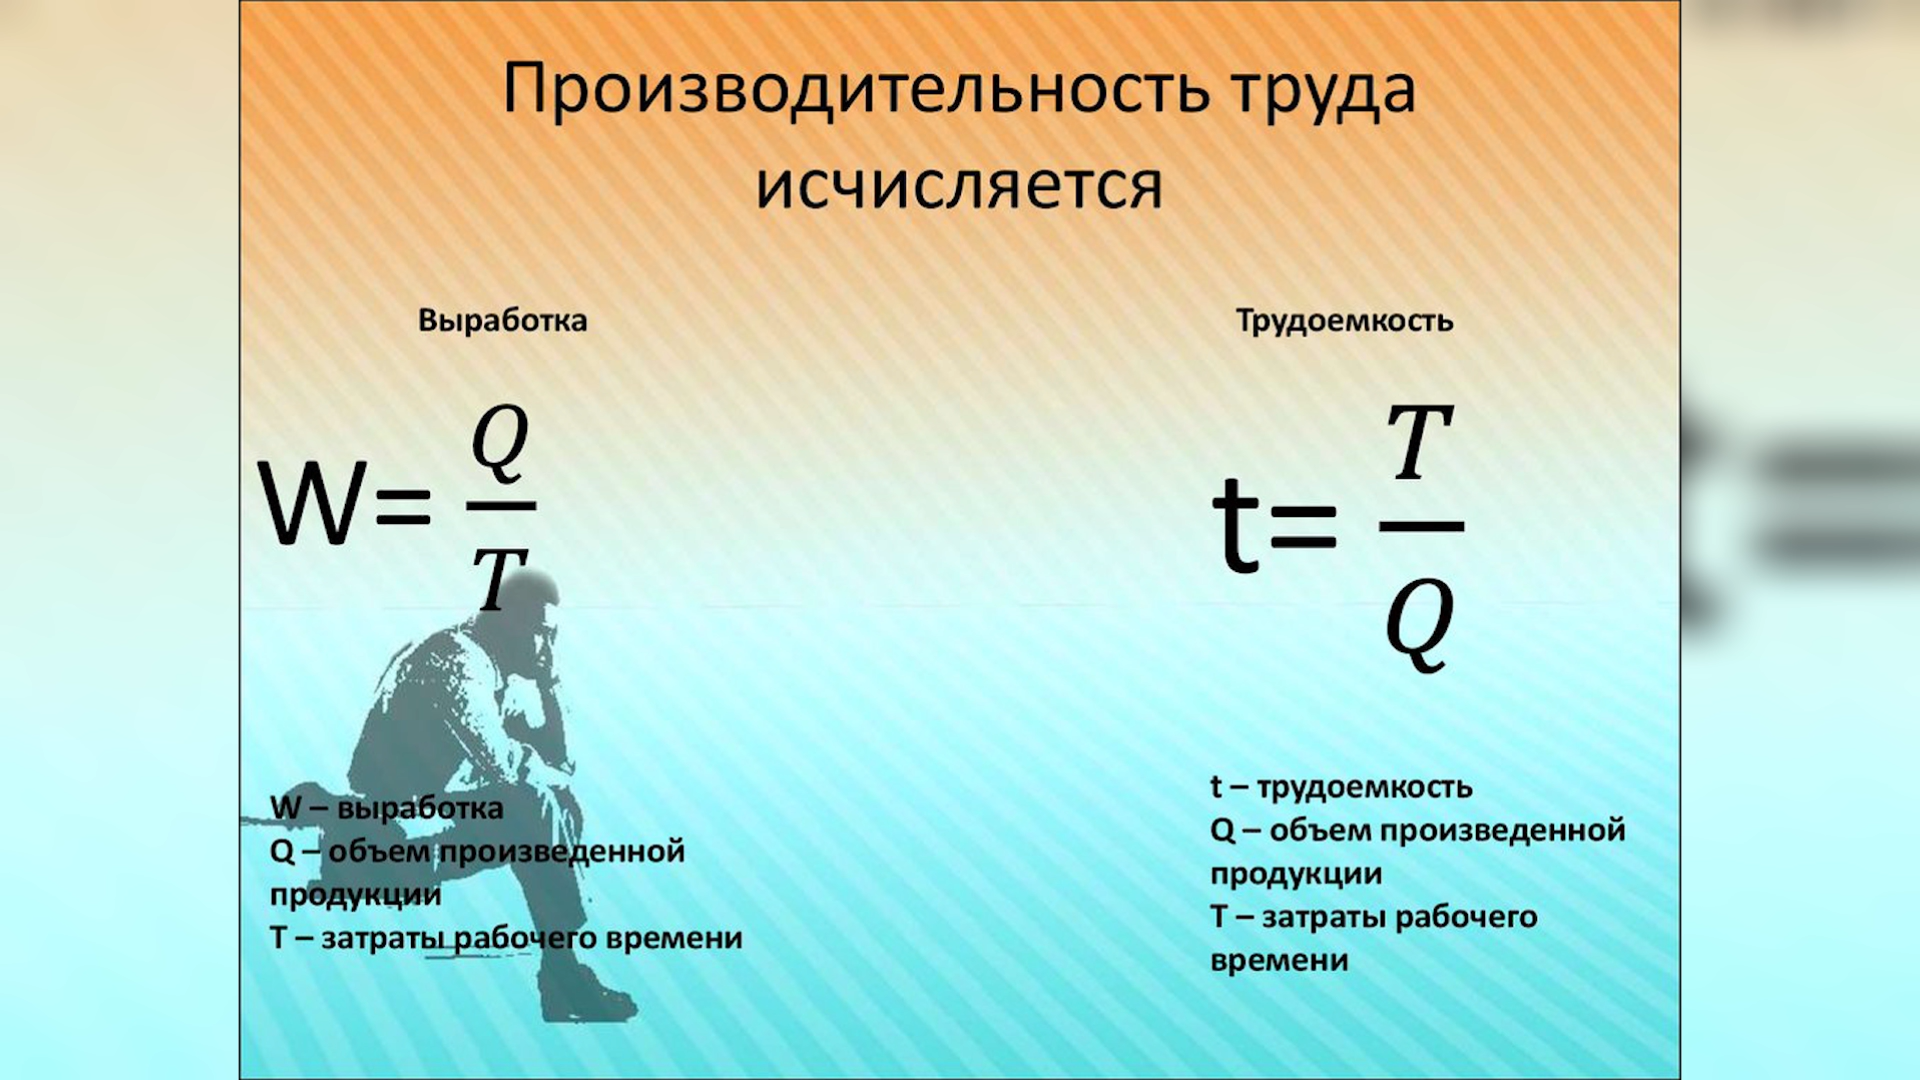 Производительность труда
исчисляется
Выработка
W= Q/T
W – выработка
Q – объем произведенной
продукции
T – затраты рабочего времени
Трудоемкость
t= T/Q
t – трудоемкость
Q – объем произведенной
продукции
T – затраты рабочего
времени